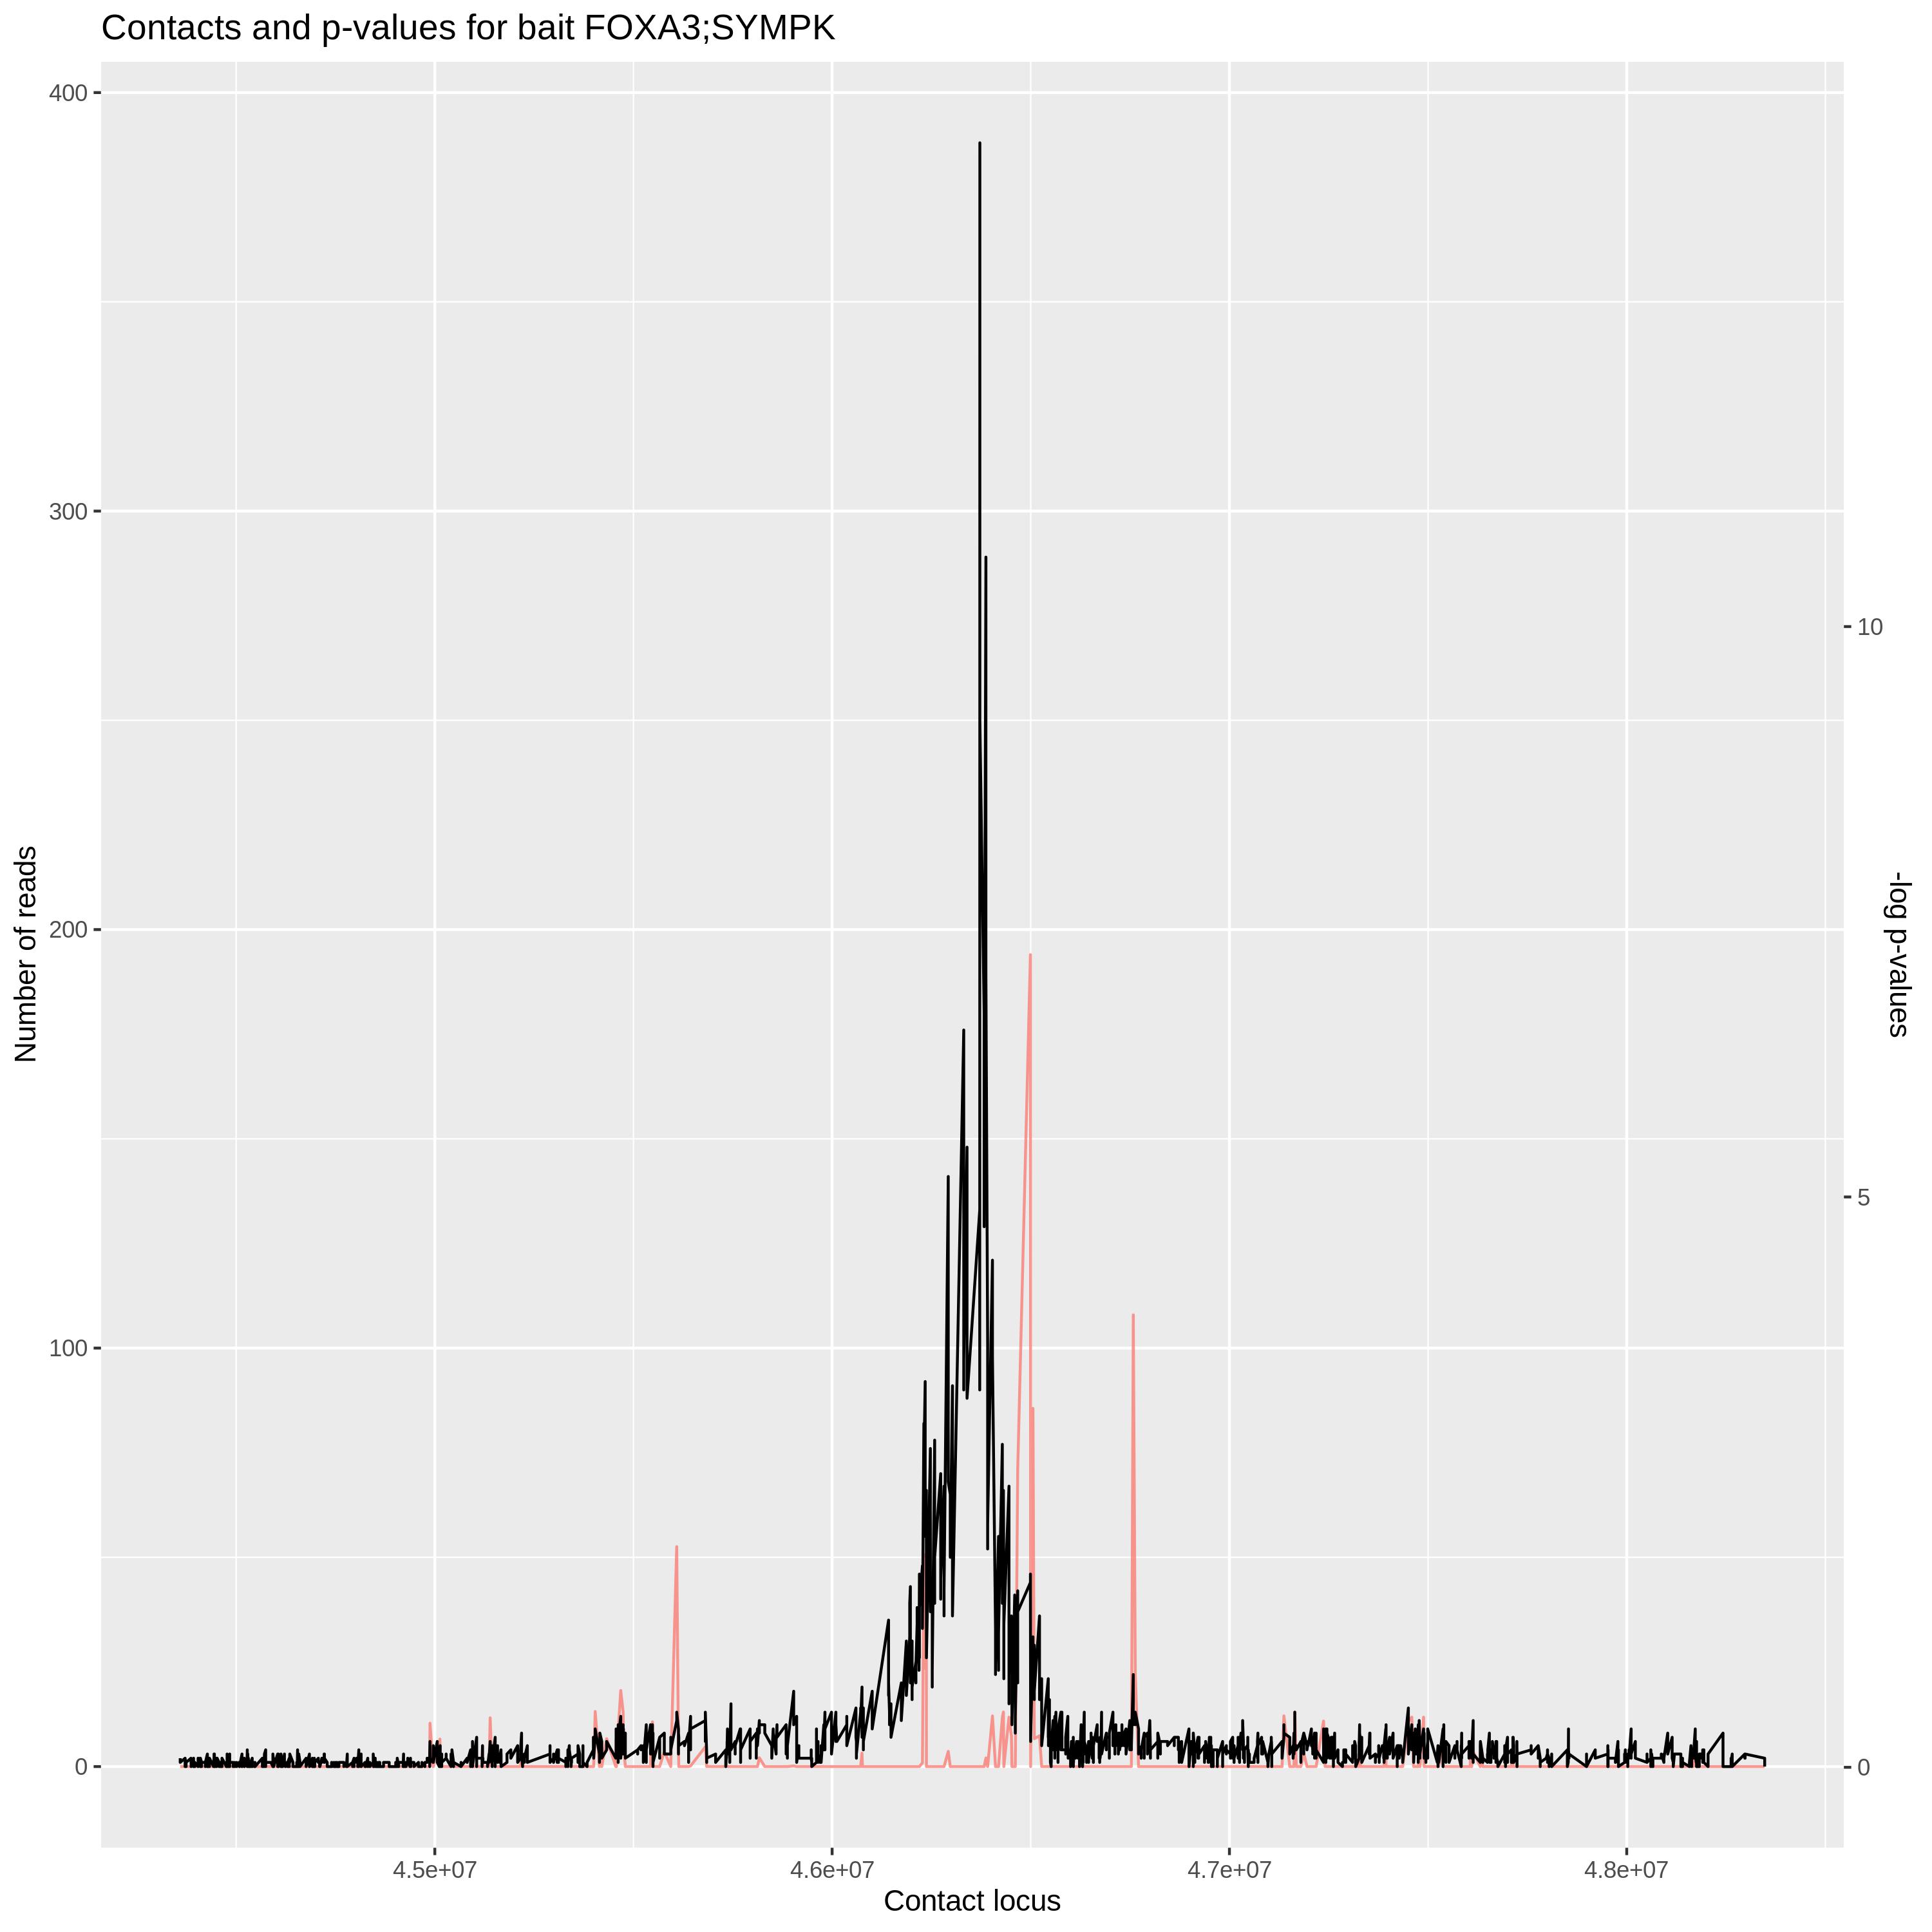 Contacts and p-values for bait FOXA3;SYMPK
400
300
200
100
0
Number of reads
10
5
0
-log p-values
4.5e+07
4.6e+07
4.7e+07
4.8e+07
Contact locus